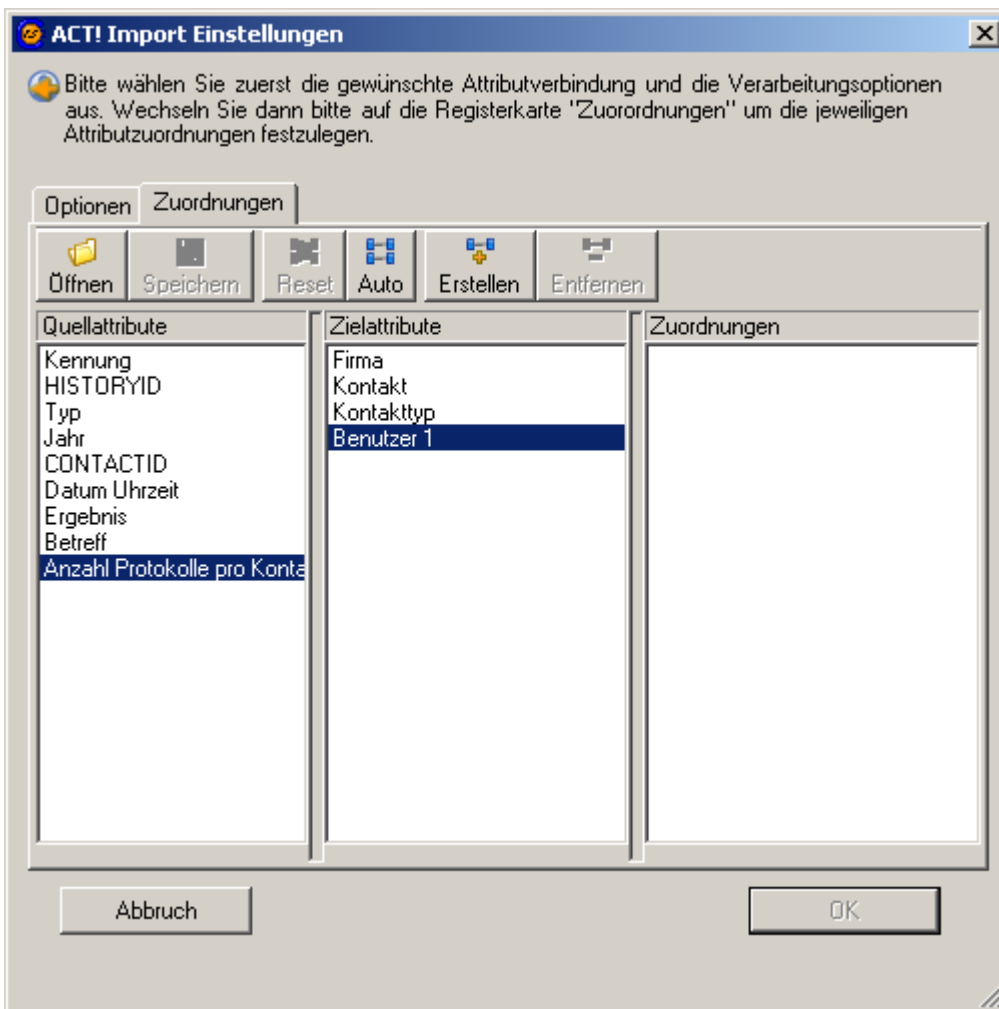 ACT! Import Einstellungen
Bitte wählen Sie zuerst die gewünschte Attributverbindung und die Verarbeitungsoptionen
aus. Wechseln Sie dann bitte auf die Registerkarte "Zuorordnungen" um die jeweiligen
Attributzuordnungen festzulegen.
Optionen Zuordnungen
Öffnen Speichern Reset Auto Erstellen Entfernen
Quellattribute Zielattribute Zuordnungen
Kennung Firma
HISTORYID Kontakt
Typ Kontakttyp
Jahr Benutzer 1
CONTACTID
Datum Uhrzeit
Ergebnis
Betreff
Anzahl Protokolle pro Konta
Abbruch OK